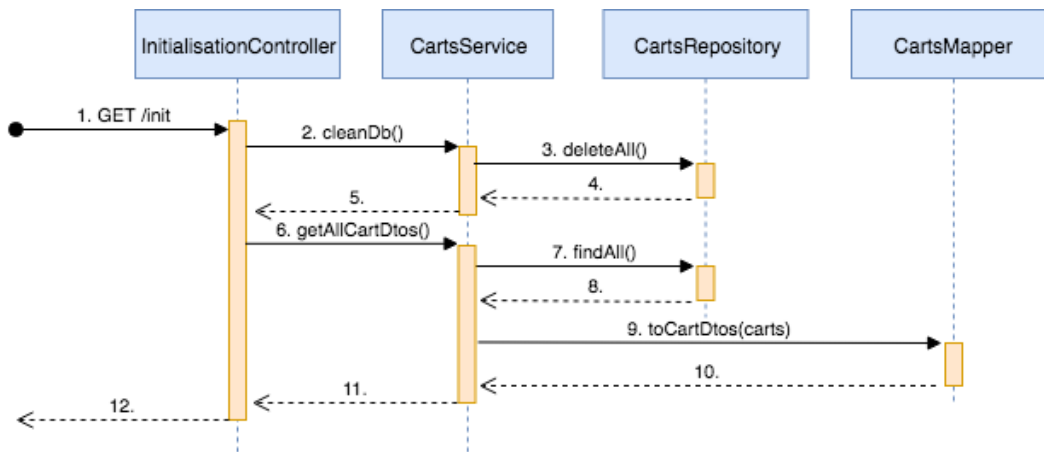 InitialisationController
CartsService
CartsRepository
CartsMapper
1. GET /init
2. cleanDb()
3. deleteAll()
4.
5.
6. getAllCartDtos()
7. findAll()
8.
9. toCartDtos(carts)
10.
11.
12.